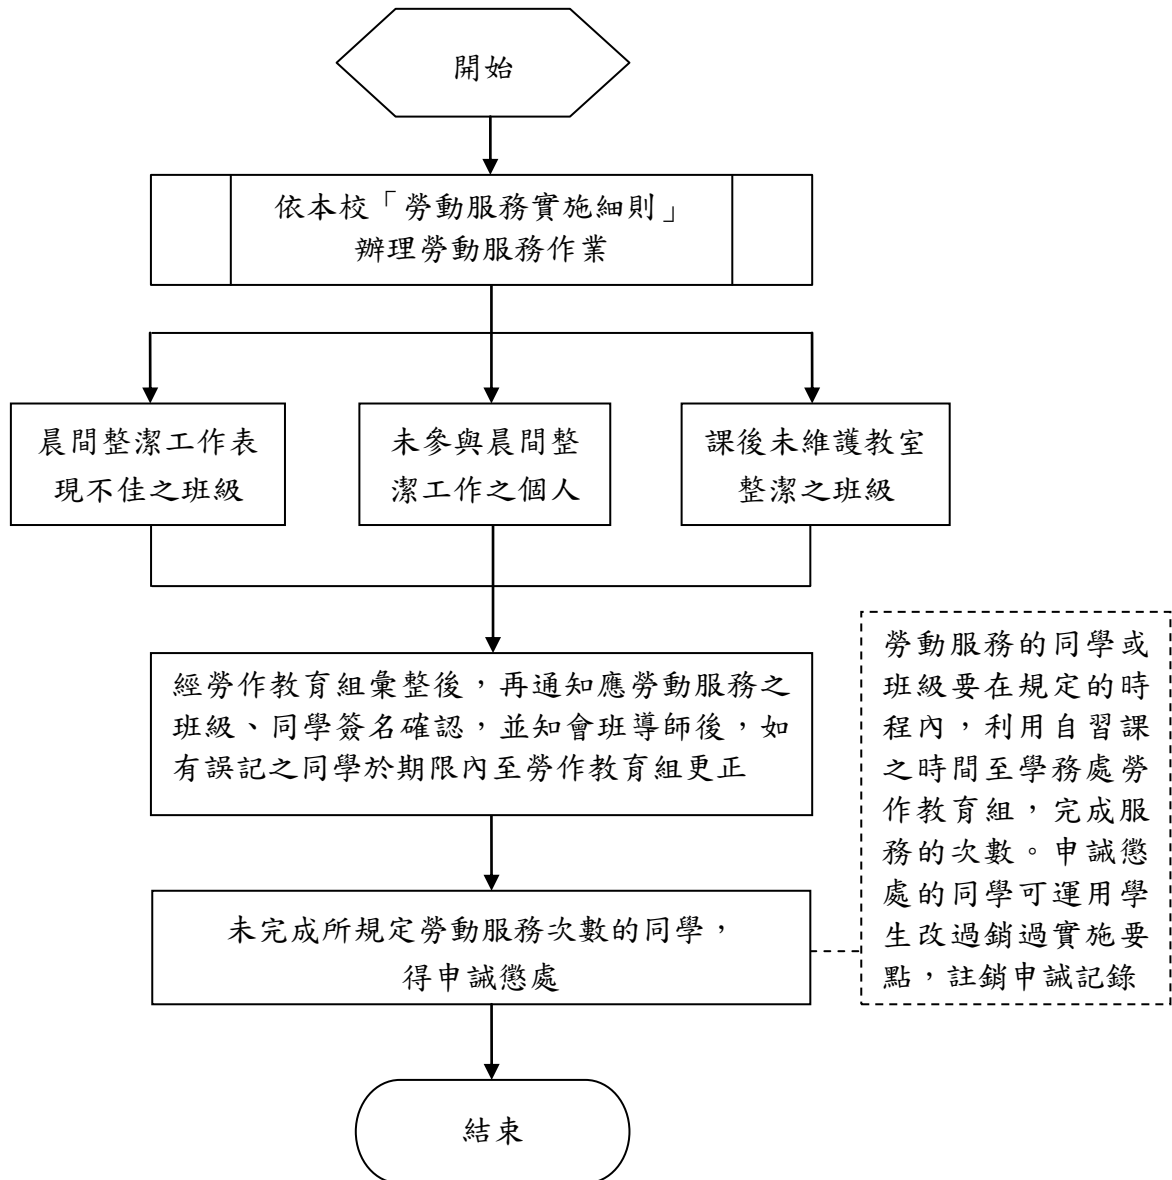 開始
依本校「勞動服務實施細則」
辦理勞動服務作業
晨間整潔工作表
現不佳之班級
未參與晨間整
潔工作之個人
課後未維護教室
整潔之班級
經勞作教育組彙整後，再通知應勞動服務之
班級、同學簽名確認，並知會班導師後，如
有誤記之同學於期限內至勞作教育組更正
勞動服務的同學或
班級要在規定的時
程內，利用自習課
之時間至學務處勞
作教育組，完成服
務的次數。申誡懲
處的同學可運用學
生改過銷過實施要
點，註銷申誡記錄
未完成所規定勞動服務次數的同學，
得申誡懲處
結束